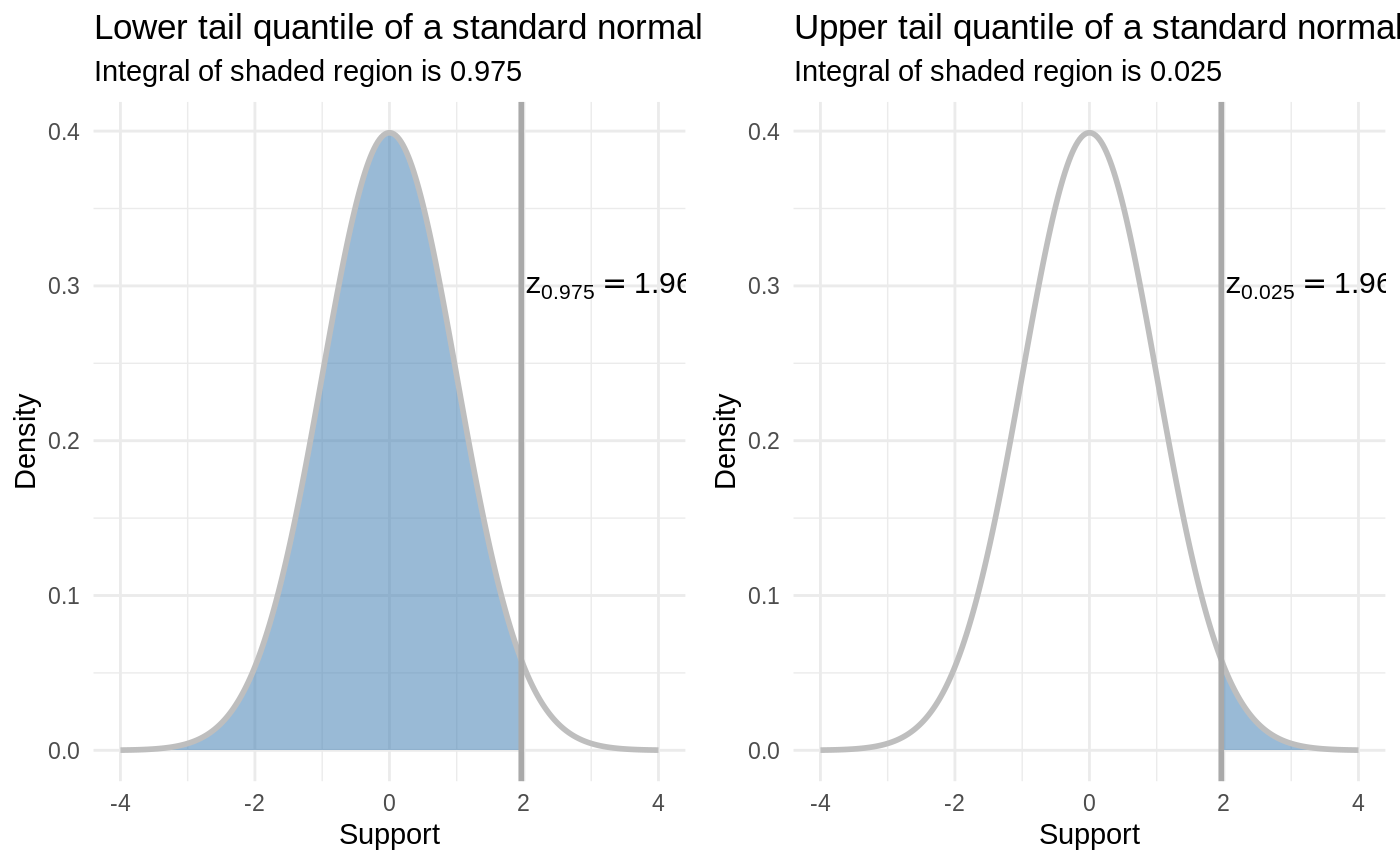 Lower tail quantile of a standard normal
Integral of shaded region is 0.975
0.4
0.3
0.2
0.1
0.0
Density
z0.975 = 1.96
-4 -2 0 2 4
Support
Upper tail quantile of a standard normal
Integral of shaded region is 0.025
0.4
0.3
0.2
0.1
0.0
Density
z0.025 = 1.96
-4 -2 0 2 4
Support